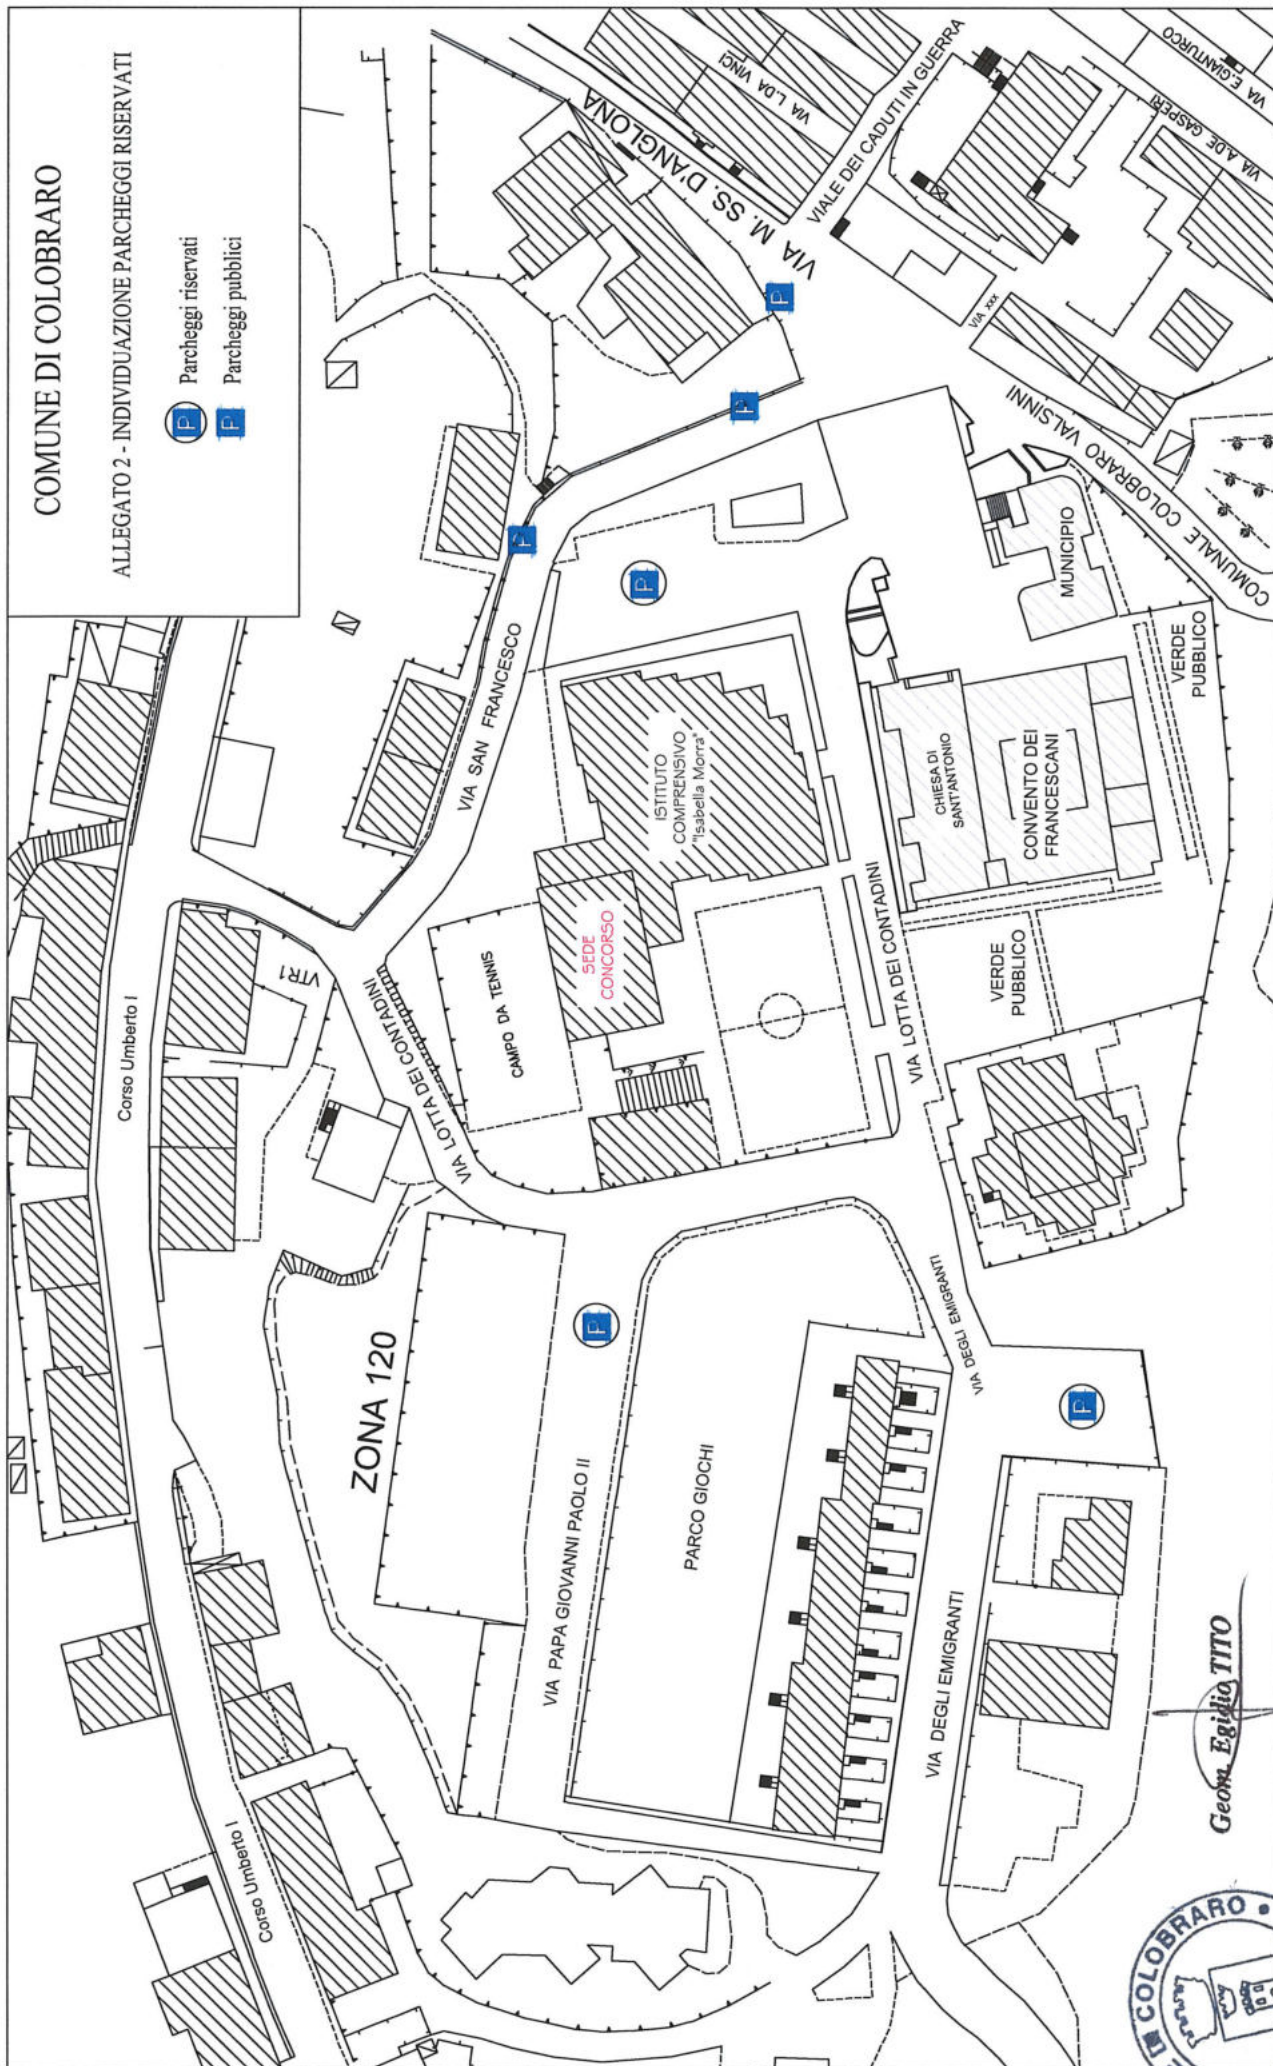 COMUNE DI COLOBRARO
ALLEGATO 2 - INDIVIDUAZIONE PARCHEGGI RISERVATI
P Parcheggi riservati
P Parcheggi pubblici
F
VIA M. SS. D'ANGLONA
VIA L.DA VINCI
VIALE DEI CADUTI IN GUERRA
VIA E.GIANTURCO
VIA A.DE GASPERI
VIA xxx
COMUNALE COLOBRARO VALSINNI
P
P
P
P
VIA SAN FRANCESCO
MUNICIPIO
VERDE
PUBBLICO
ISTITUTO
COMPRENSIVO
"Isabella Morra"
CHIESA DI
SANT'ANTONIO
CONVENTO DEI
FRANCESCANI
SEDE
CONCORSO
VIA LOTTA DEI CONTADINI
VERDE
PUBBLICO
CAMPO DA TENNIS
VTR1
VIA LOTTA DEI CONTADINI
Corso Umberto I
ZONA 120
P
VIA DEGLI EMIGRANTI
P
VIA PAPA GIOVANNI PAOLO II
PARCO GIOCHI
VIA DEGLI EMIGRANTI
Corso Umberto I
Geom. Egidio TITO
DI COLOBRARO